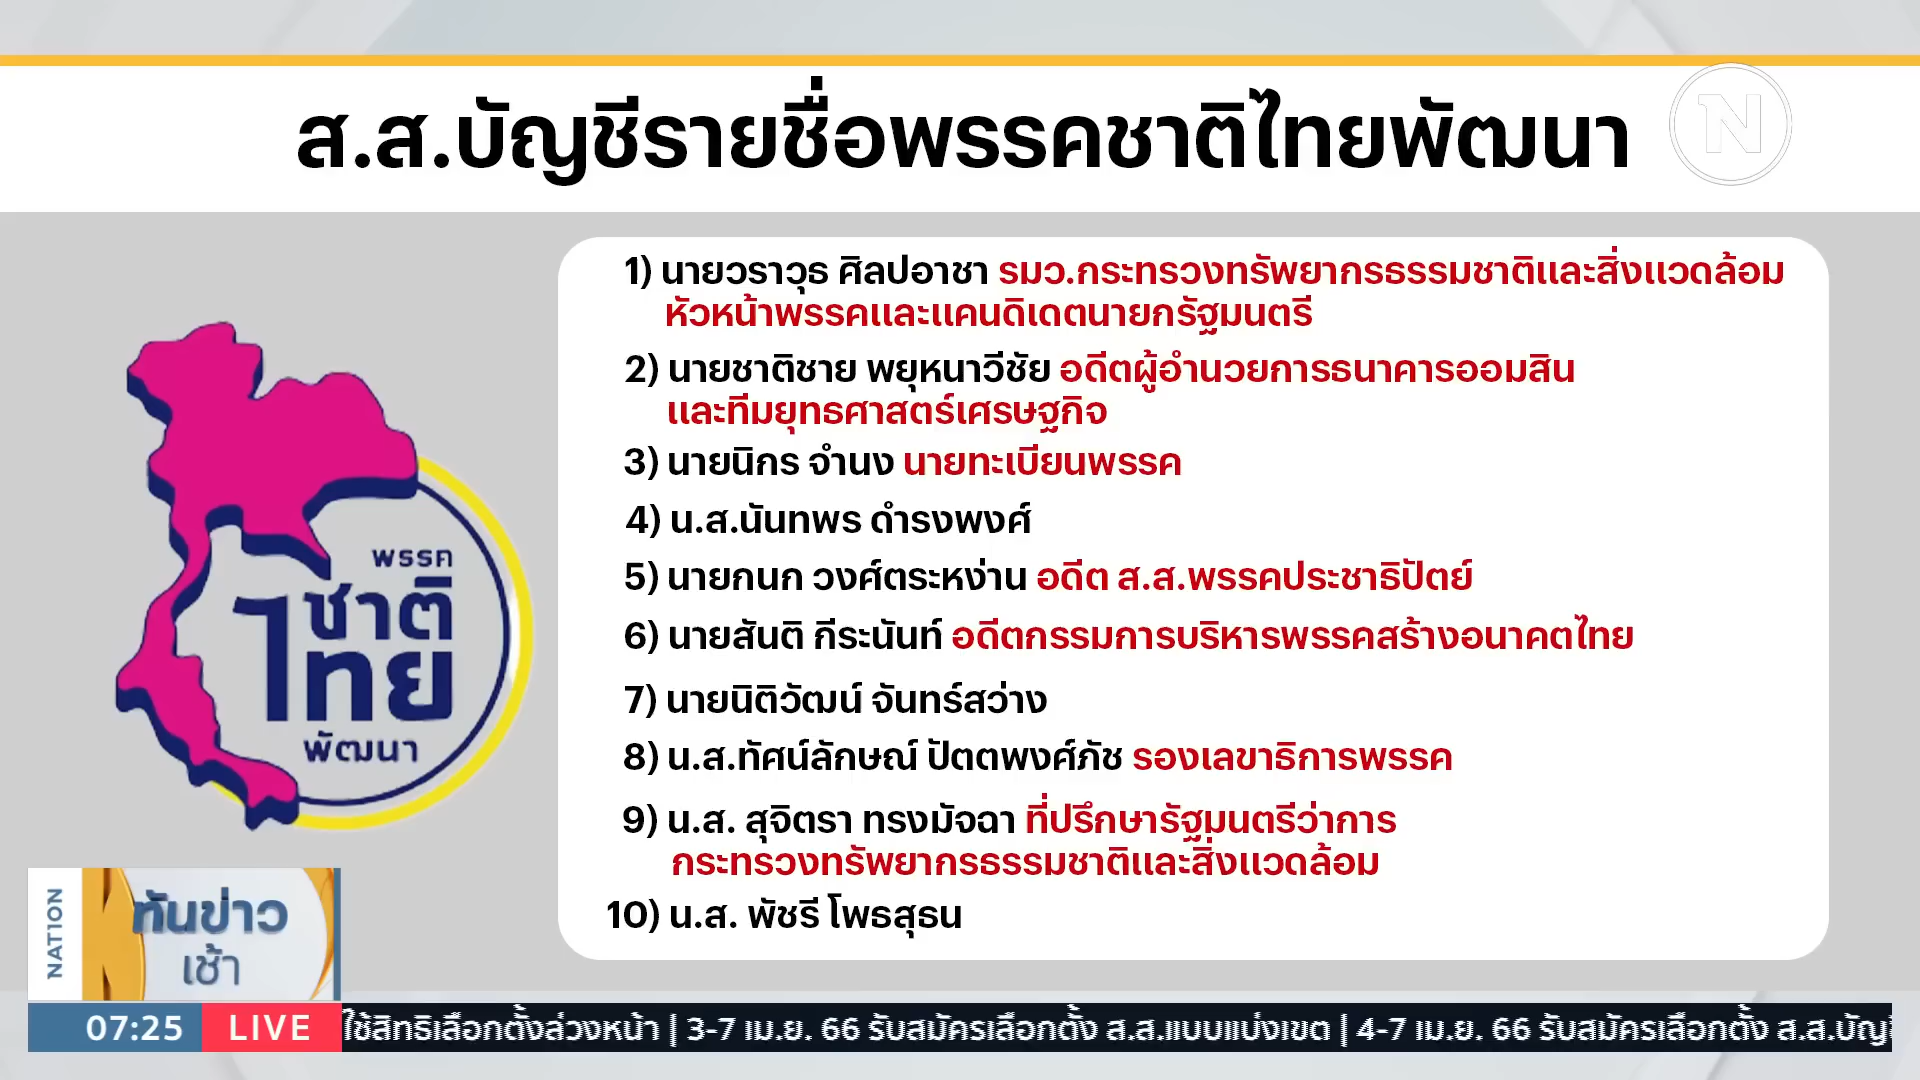 ส.ส.บัญชีรายชื่อพรรคชาติไทยพัฒนา
N
1) นายวราวุธ ศิลปอาชา รมว.กระทรวงทรัพยากรธรรมชาติและสิ่งแวดล้อม
หัวหน้าพรรคและแคนดิเดตนายกรัฐมนตรี
2) นายชาติชาย พยุหนาวีชัย อดีตผู้อำนวยการธนาคารออมสิน
และทีมยุทธศาสตร์เศรษฐกิจ
3) นายนิกร จำนง นายทะเบียนพรรค
4) น.ส.นันทพร ดำรงพงศ์
5) นายกนก วงศ์ตระหง่าน อดีต ส.ส.พรรคประชาธิปัตย์
6) นายสันติ กีระนันท์ อดีตกรรมการบริหารพรรคสร้างอนาคตไทย
7) นายนิติวัฒน์ จันทร์สว่าง
8) น.ส.ทัศน์ลักษณ์ ปัตตพงศ์ภัช รองเลขาธิการพรรค
9) น.ส. สุจิตรา ทรงมัจฉา ที่ปรึกษารัฐมนตรีว่าการ
กระทรวงทรัพยากรธรรมชาติและสิ่งแวดล้อม
10) น.ส. พัชรี โพธสุธน
พรรค
ชาติ
ไทย
พัฒนา
NATION
ทันข่าว
เช้า
07:25 LIVE ใช้สิทธิเลือกตั้งล่วงหน้า | 3-7 เม.ย. 66 รับสมัครเลือกตั้ง ส.ส.แบบแบ่งเขต | 4-7 เม.ย. 66 รับสมัครเลือกตั้ง ส.ส.บัญชี